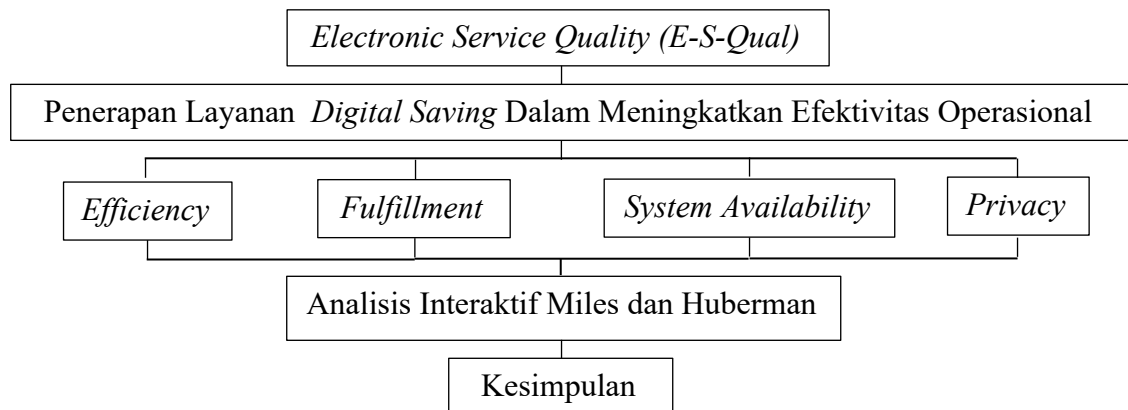 Electronic Service Quality (E-S-Qual)
Penerapan Layanan Digital Saving Dalam Meningkatkan Efektivitas Operasional
Efficiency
Fulfillment
System Availability
Privacy
Analisis Interaktif Miles dan Huberman
Kesimpulan